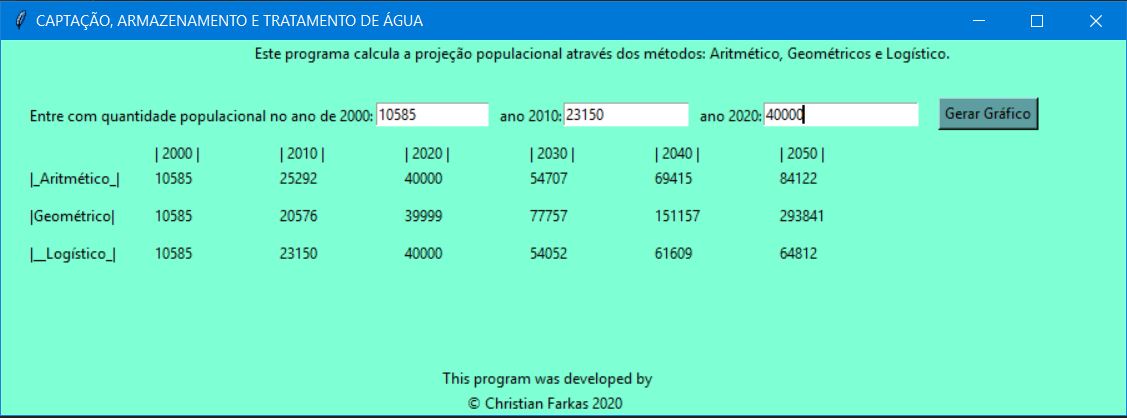 CAPTAÇÃO, ARMAZENAMENTO E TRATAMENTO DE ÁGUA
Este programa calcula a projeção populacional através dos métodos: Aritmético, Geométricos e Logístico.
Entre com quantidade populacional no ano de 2000: 10585 ano 2010: 23150 ano 2020: 40000 Gerar Gráfico
| 2000 | | 2010 | | 2020 | | 2030 | | 2040 | | 2050 |
|_Aritmético_| 10585 25292 40000 54707 69415 84122
|Geométrico| 10585 20576 39999 77757 151157 293841
|__Logístico_| 10585 23150 40000 54052 61609 64812
This program was developed by
© Christian Farkas 2020